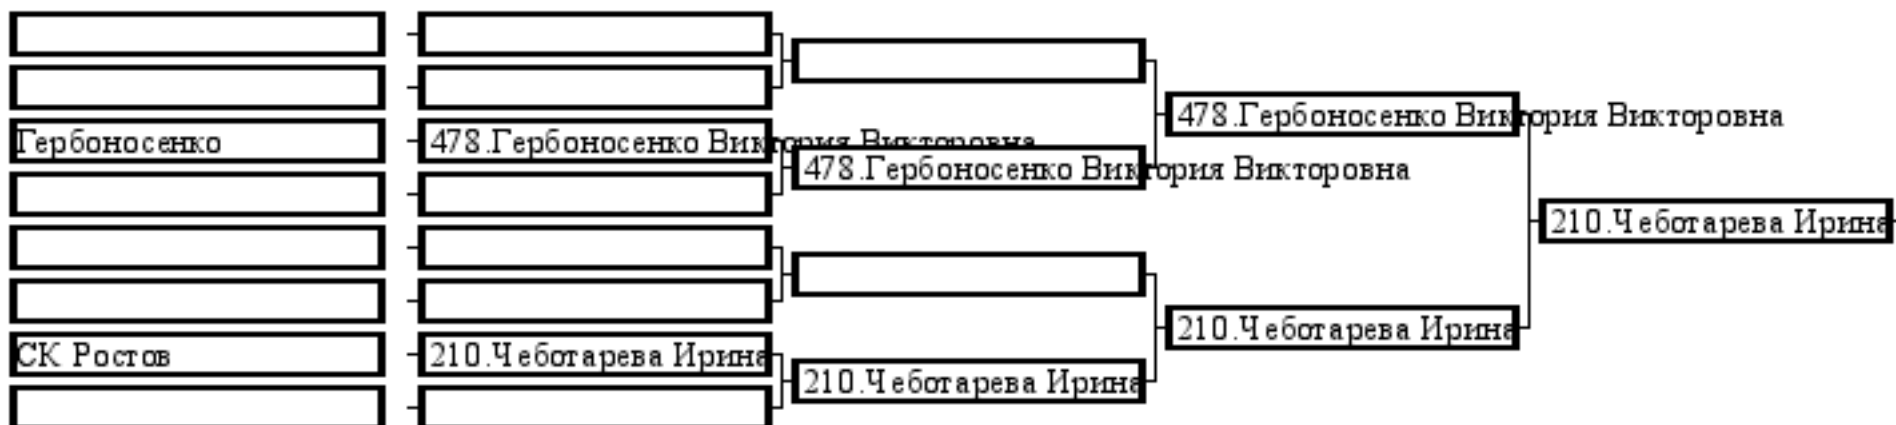 478.Гербоносенко Виктория Викторовна
Гербоносенко
478.Гербоносенко Виктория Викторовна
478.Гербоносенко Виктория Викторовна
210.Чеботарева Ирина
210.Чеботарева Ирина
СК Ростов
210.Чеботарева Ирина
210.Чеботарева Ирина